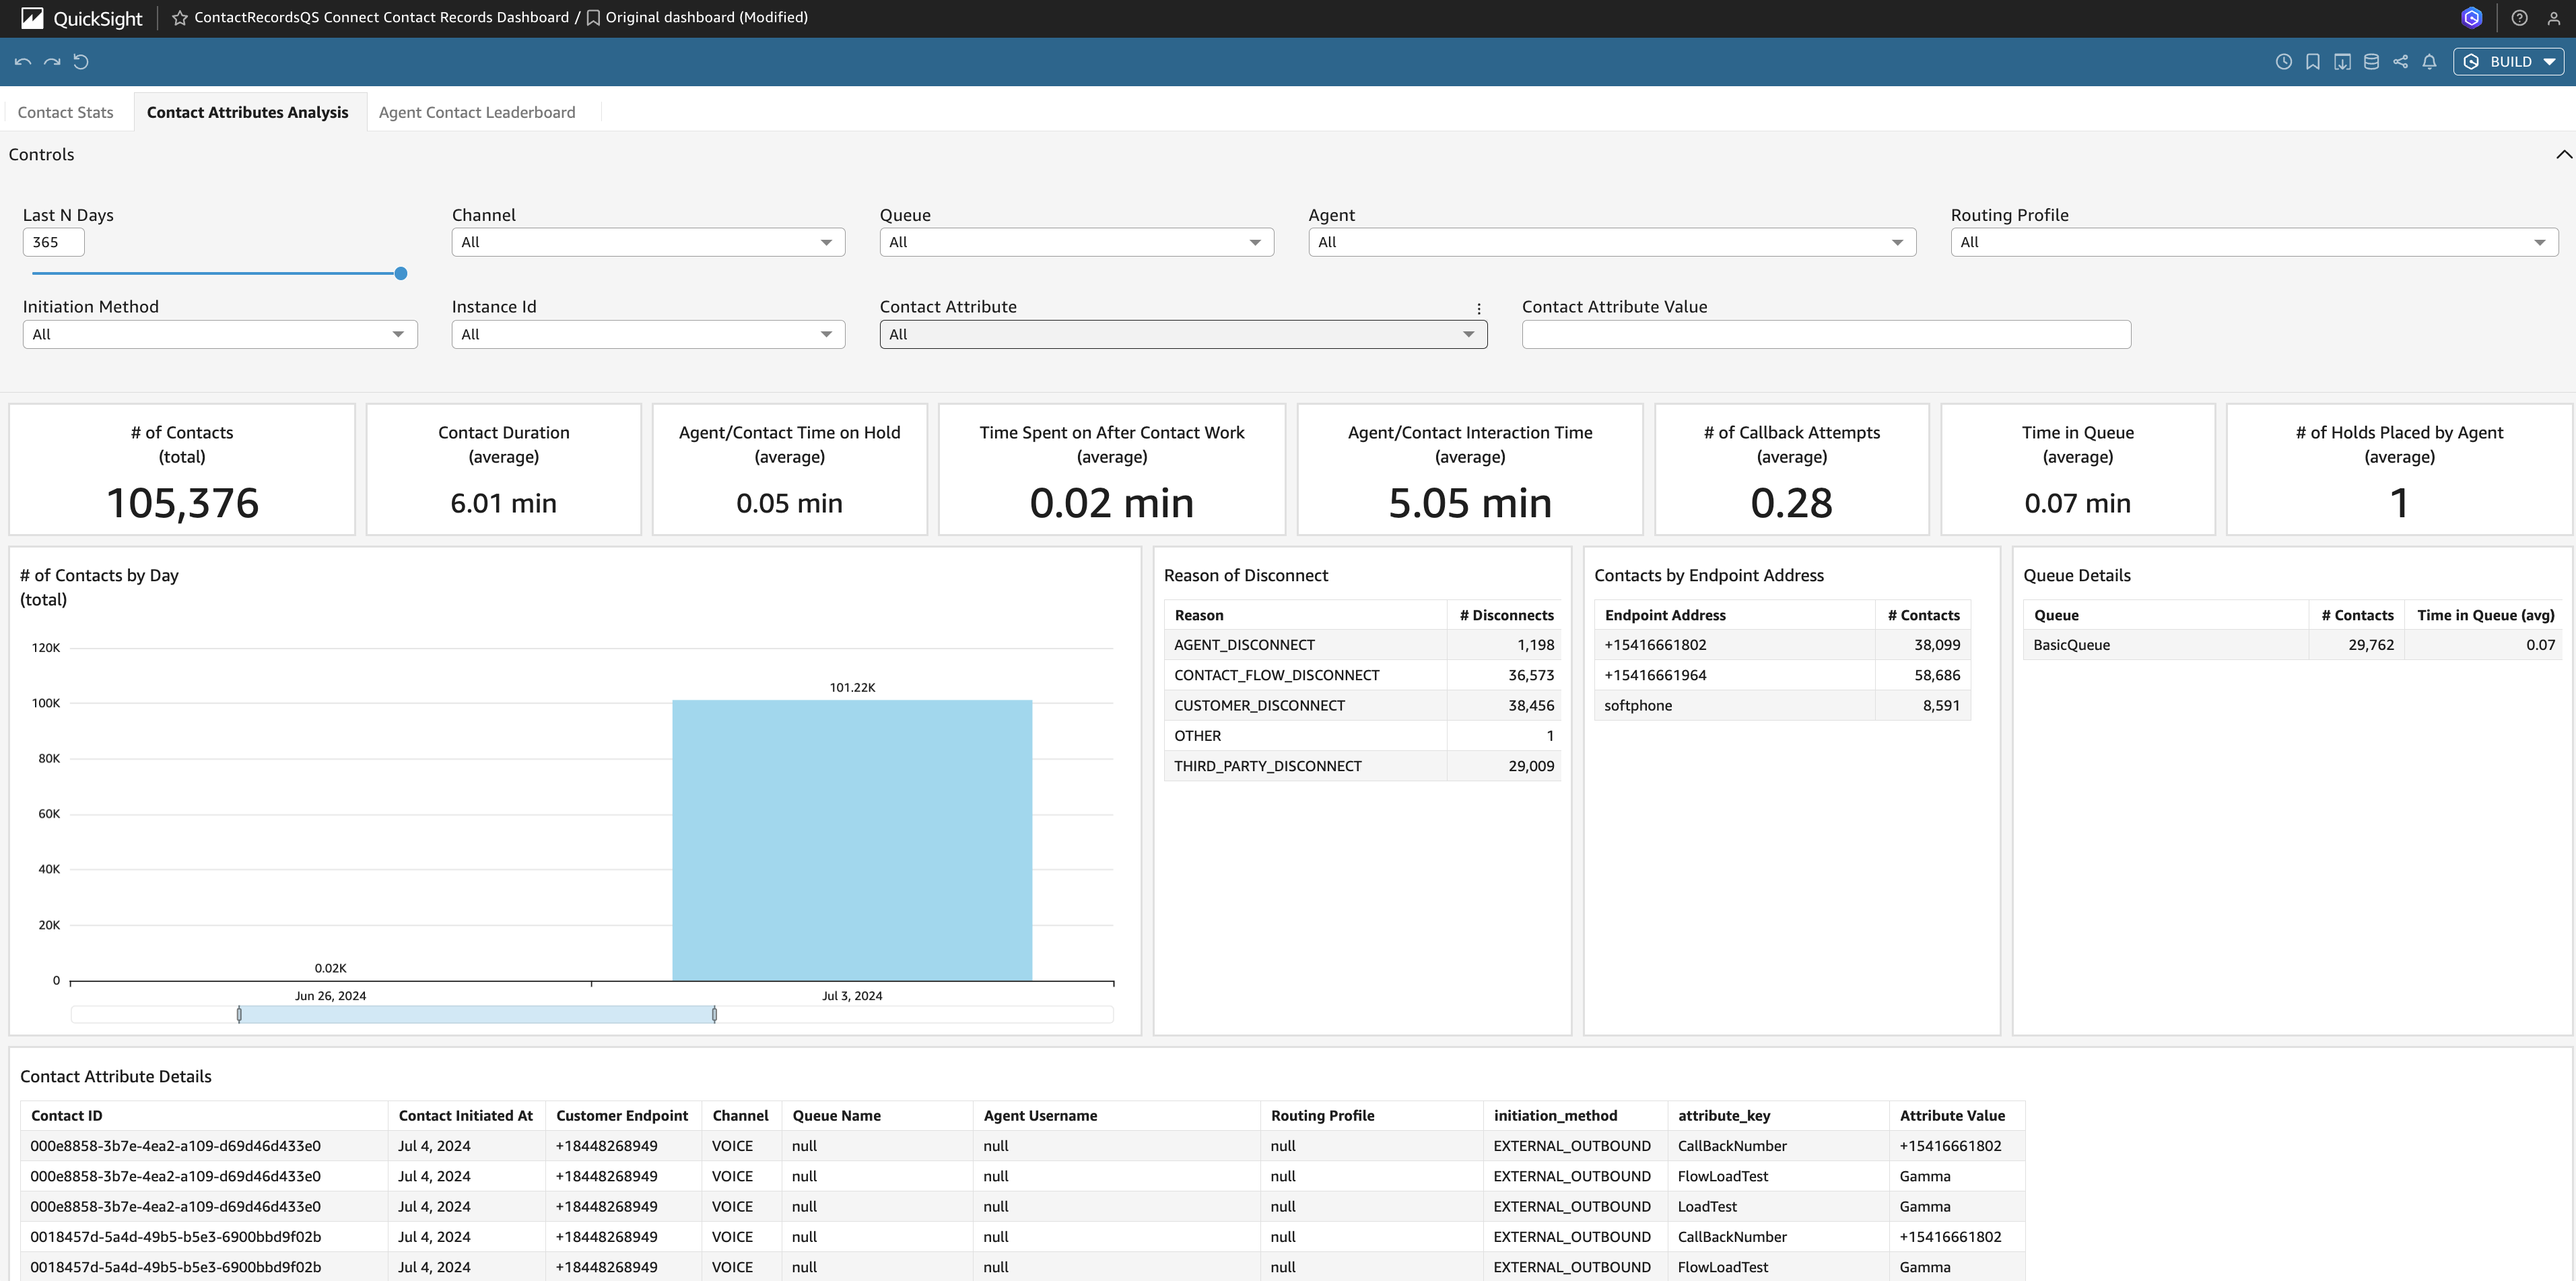 QuickSight
ContactRecordsQS Connect Contact Records Dashboard / Original dashboard (Modified)
BUILD
Contact Stats
Contact Attributes Analysis
Agent Contact Leaderboard
Controls
Last N Days
365
Channel
All
Queue
All
Agent
All
Routing Profile
All
Initiation Method
All
Instance Id
All
Contact Attribute
All
Contact Attribute Value
# of Contacts
(total)
105,376
Contact Duration
(average)
6.01 min
Agent/Contact Time on Hold
(average)
0.05 min
Time Spent on After Contact Work
(average)
0.02 min
Agent/Contact Interaction Time
(average)
5.05 min
# of Callback Attempts
(average)
0.28
Time in Queue
(average)
0.07 min
# of Holds Placed by Agent
(average)
1
# of Contacts by Day
(total)
120K
100K
80K
60K
40K
20K
0
0.02K
101.22K
Jun 26, 2024
Jul 3, 2024
Reason of Disconnect
Reason # Disconnects
AGENT_DISCONNECT 1,198
CONTACT_FLOW_DISCONNECT 36,573
CUSTOMER_DISCONNECT 38,456
OTHER 1
THIRD_PARTY_DISCONNECT 29,009
Contacts by Endpoint Address
Endpoint Address # Contacts
+15416661802 38,099
+15416661964 58,686
softphone 8,591
Queue Details
Queue # Contacts Time in Queue (avg)
BasicQueue 29,762 0.07
Contact Attribute Details
Contact ID Contact Initiated At Customer Endpoint Channel Queue Name Agent Username Routing Profile initiation_method attribute_key Attribute Value
000e8858-3b7e-4ea2-a109-d69d46d433e0 Jul 4, 2024 +18448268949 VOICE null null null EXTERNAL_OUTBOUND CallBackNumber +15416661802
000e8858-3b7e-4ea2-a109-d69d46d433e0 Jul 4, 2024 +18448268949 VOICE null null null EXTERNAL_OUTBOUND FlowLoadTest Gamma
000e8858-3b7e-4ea2-a109-d69d46d433e0 Jul 4, 2024 +18448268949 VOICE null null null EXTERNAL_OUTBOUND LoadTest Gamma
0018457d-5a4d-49b5-b5e3-6900bbd9f02b Jul 4, 2024 +18448268949 VOICE null null null EXTERNAL_OUTBOUND CallBackNumber +15416661802
0018457d-5a4d-49b5-b5e3-6900bbd9f02b Jul 4, 2024 +18448268949 VOICE null null null EXTERNAL_OUTBOUND FlowLoadTest Gamma